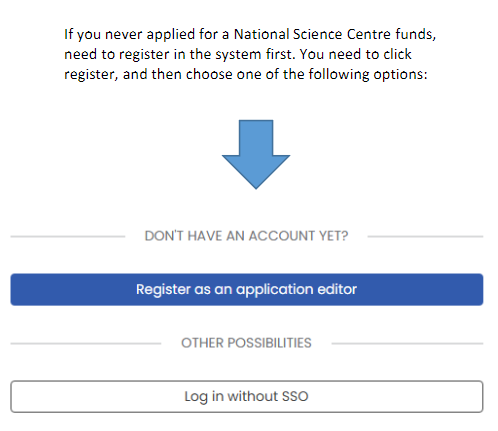 If you never applied for a National Science Centre funds,
need to register in the system first. You need to click
register, and then choose one of the following options:
DON'T HAVE AN ACCOUNT YET?
Register as an application editor
OTHER POSSIBILITIES
Log in without SSO